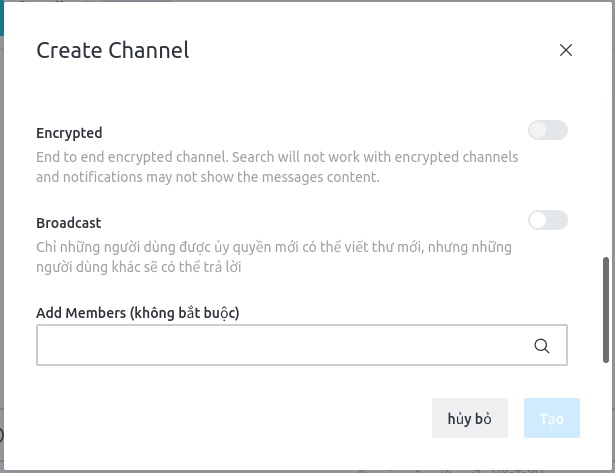 Create Channel
Encrypted
End to end encrypted channel. Search will not work with encrypted channels
and notifications may not show the messages content.
Broadcast
Chỉ những người dùng được ủy quyền mới có thể viết thư mới, nhưng những
người dùng khác sẽ có thể trả lời
Add Members (không bắt buộc)
hủy bỏ
Tạo